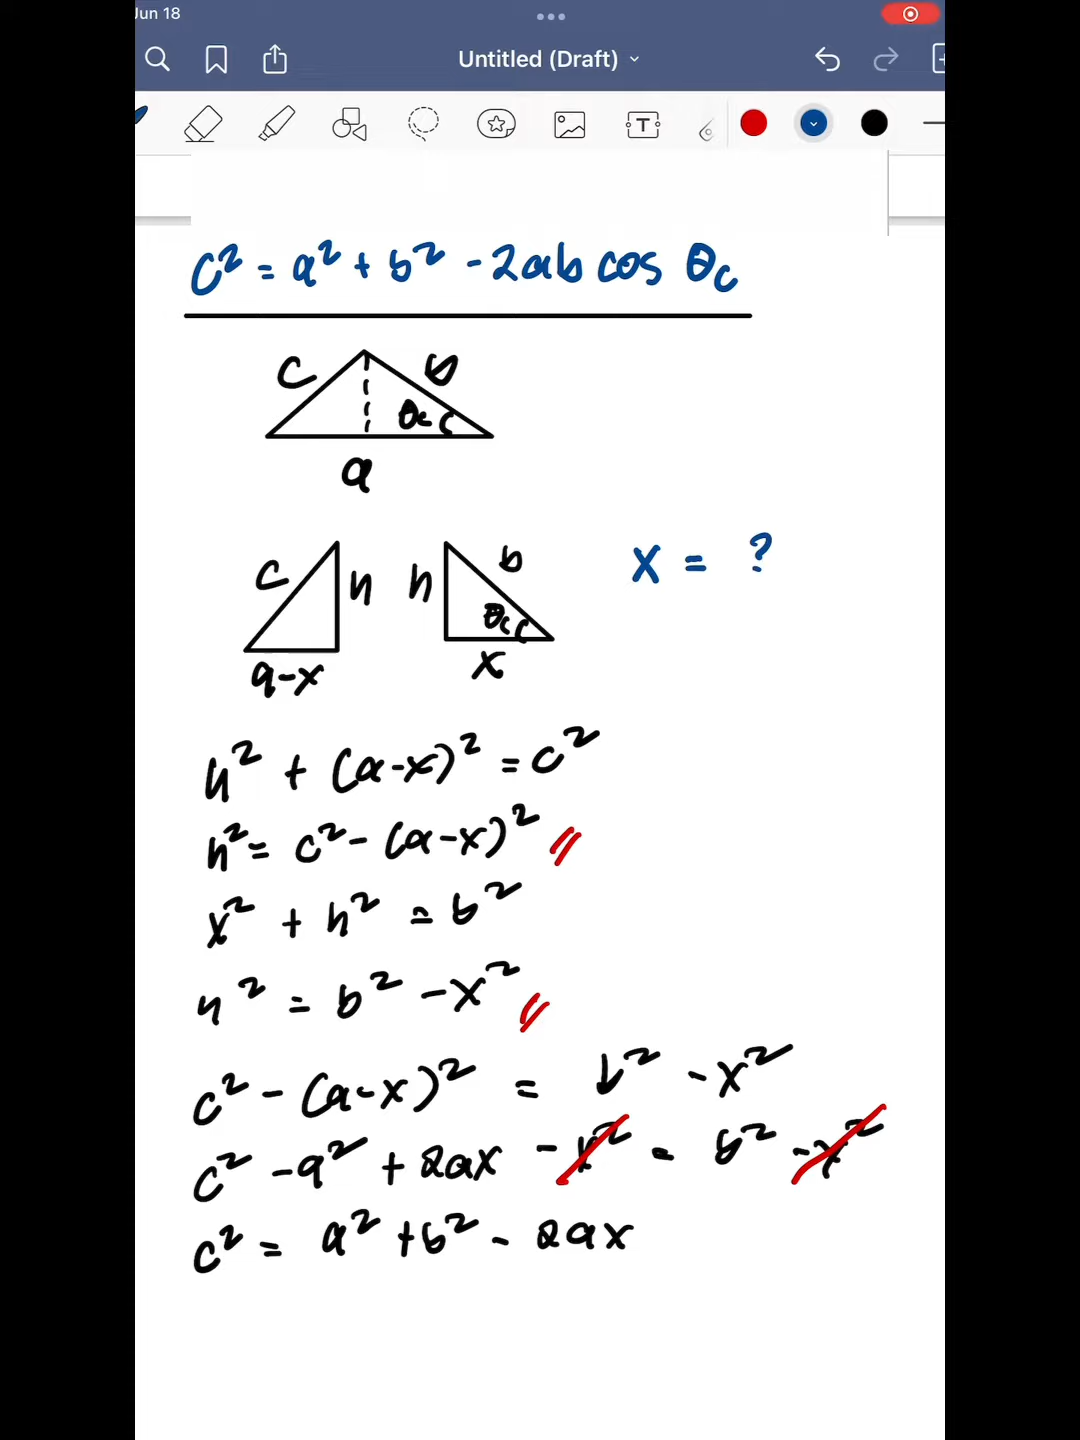 Jun 18
Untitled (Draft)
T
c² = a² + b² - 2ab cos θc
c b
θc
a
c h h b x = ?
θc
a-x x
h² + (a-x)² = c²
h² = c² - (a-x)²
x² + h² = b²
h² = b² - x²
c² - (a-x)² = b² - x²
c² - a² + 2ax - x² = b² - x²
c² = a² + b² - 2ax